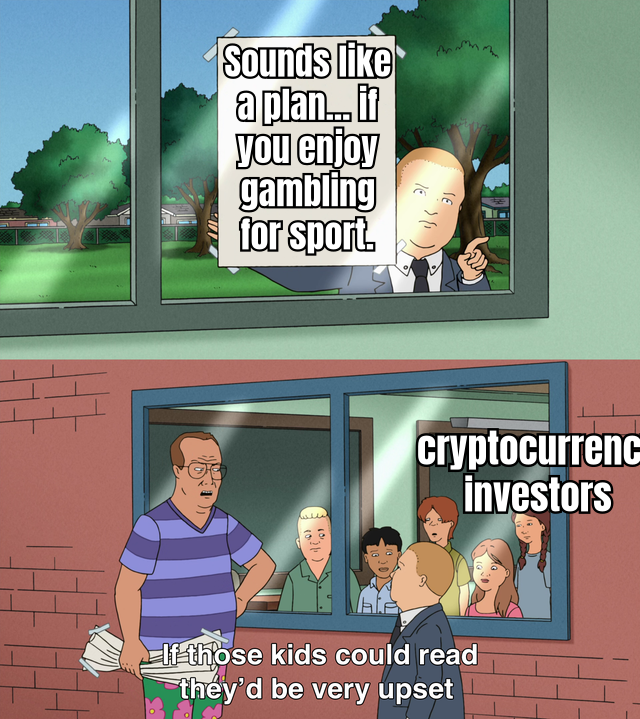 Sounds like
a plan... if
you enjoy
gambling
for sport.
cryptocurrenc
investors
If those kids could read
they'd be very upset